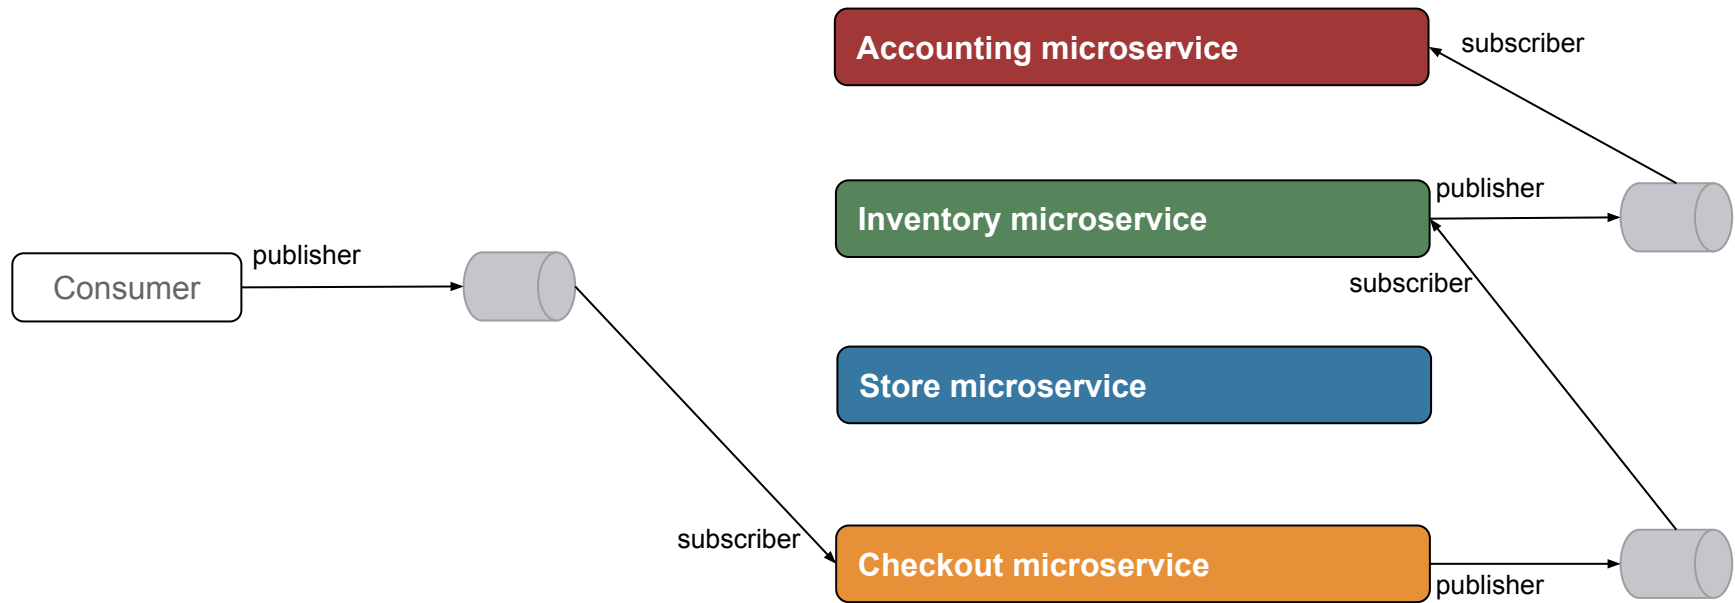 Accounting microservice
subscriber
Inventory microservice
publisher
Consumer
publisher
subscriber
Store microservice
subscriber
Checkout microservice
publisher